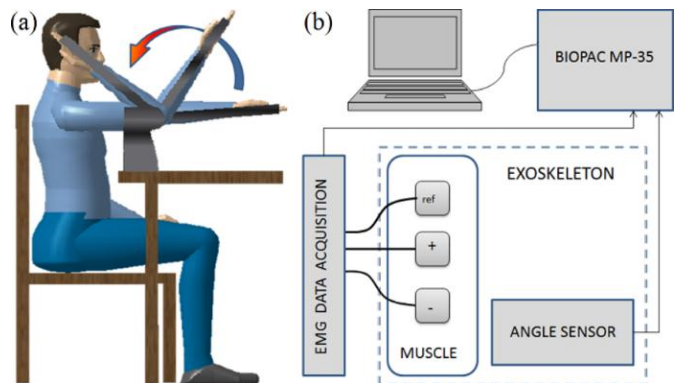 (a)
(b)
BIOPAC MP-35
EXOSKELETON
EMG DATA ACQUISITION
ref
+
-
MUSCLE
ANGLE SENSOR